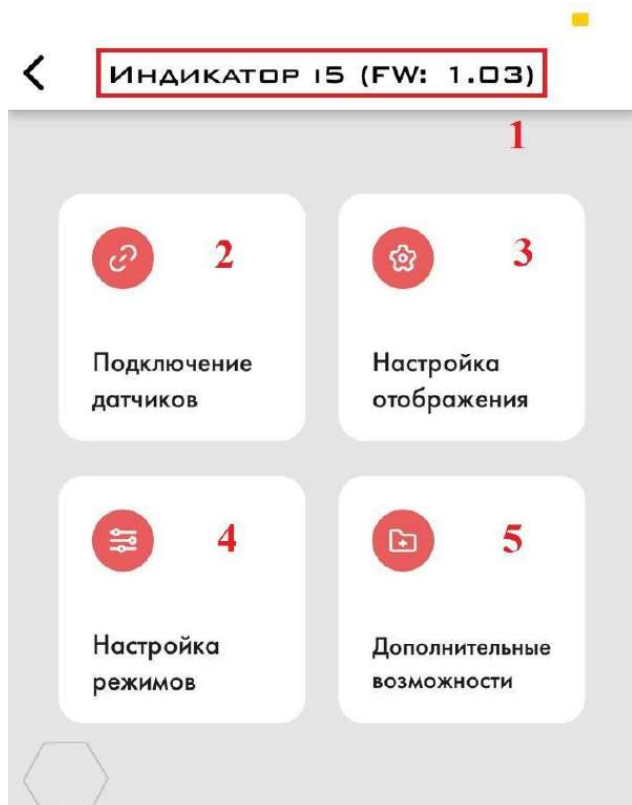 Индикатор i5 (FW: 1.03)
1
2
3
Подключение
датчиков
Настройка
отображения
4
5
Настройка
режимов
Дополнительные
возможности